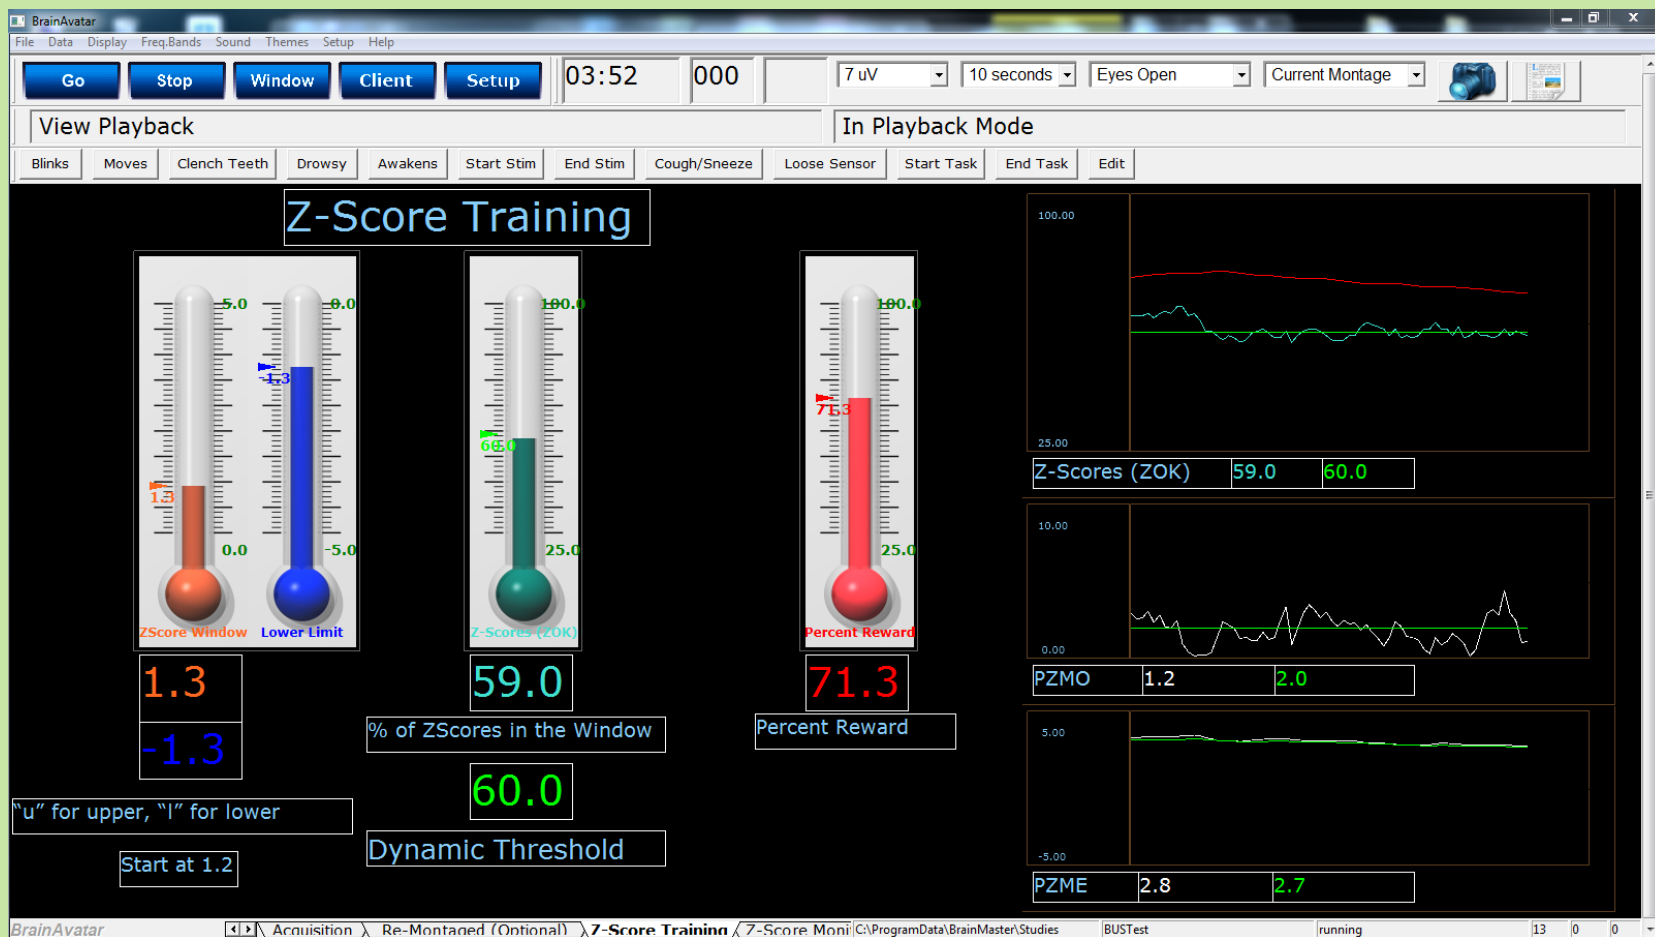 BrainAvatar
File Data Display Freq.Bands Sound Themes Setup Help
Go Stop Window Client Setup 03:52 000 7 uV 10 seconds Eyes Open Current Montage
View Playback In Playback Mode
Blinks Moves Clench Teeth Drowsy Awakens Start Stim End Stim Cough/Sneeze Loose Sensor Start Task End Task Edit
Z-Score Training
5.0 0.0 100.0 100.0
-1.3
71.3
60.0
1.3
0.0 -5.0 25.0 25.0
ZScore Window Lower Limit Z-Scores (ZOK) Percent Reward
1.3 59.0 71.3
% of ZScores in the Window Percent Reward
-1.3
60.0
"u" for upper, "l" for lower
Dynamic Threshold
Start at 1.2
100.00
25.00
Z-Scores (ZOK) 59.0 60.0
10.00
0.00
PZMO 1.2 2.0
5.00
-5.00
PZME 2.8 2.7
BrainAvatar Acquisition Re-Montaged (Optional) Z-Score Training Z-Score Moni C:\ProgramData\BrainMaster\Studies BUSTest running 13 0 0